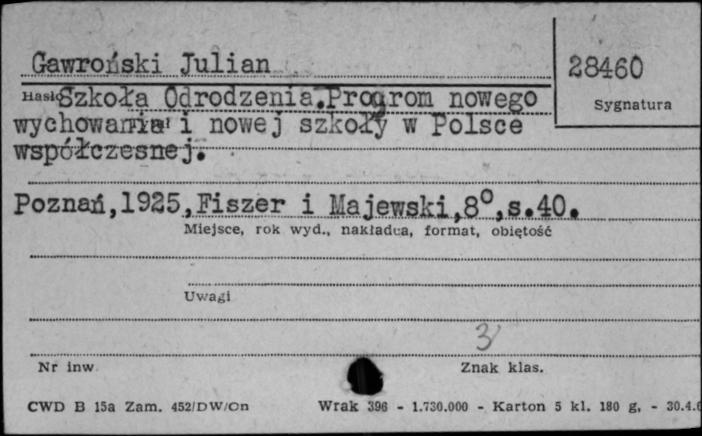 Gawroński Julian
28460
Hasło
Szkoła Odrodzenia.Progrom nowego
Sygnatura
wychowania i nowej szkoły w Polsce
współczesnej.
Poznań,1925,Fiszer i Majewski,8°,s.40.
Miejsce, rok wyd., nakładca, format, objętość
Uwagi
3
Nr inw. Znak klas.
CWD B 15a Zam. 452/DW/Cn Wrak 396 - 1.730.000 - Karton 5 kl. 180 g. - 30.4.